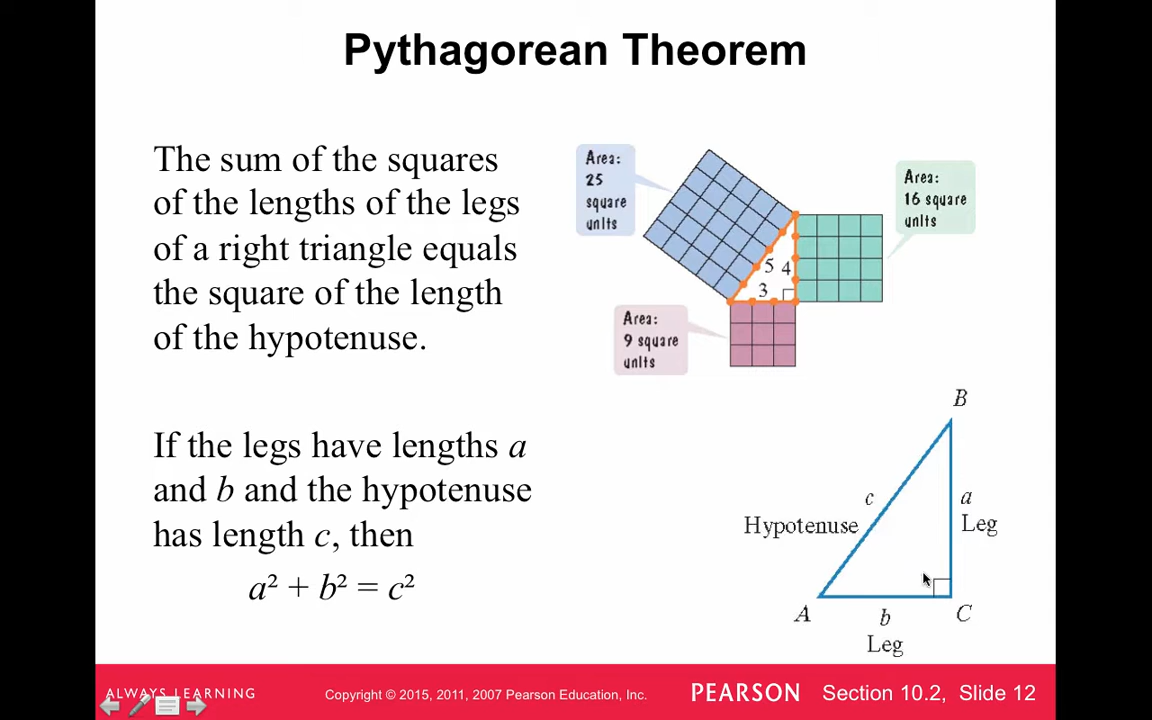 Pythagorean Theorem
The sum of the squares
of the lengths of the legs
of a right triangle equals
the square of the length
of the hypotenuse.
Area:
25
square
units
Area:
16 square
units
5
4
3
Area:
9 square
units
If the legs have lengths a
and b and the hypotenuse
has length c, then
a² + b² = c²
B
c
a
Hypotenuse
Leg
A
b
C
Leg
ALWAYS LEARNING
Copyright © 2015, 2011, 2007 Pearson Education, Inc.
PEARSON
Section 10.2, Slide 12